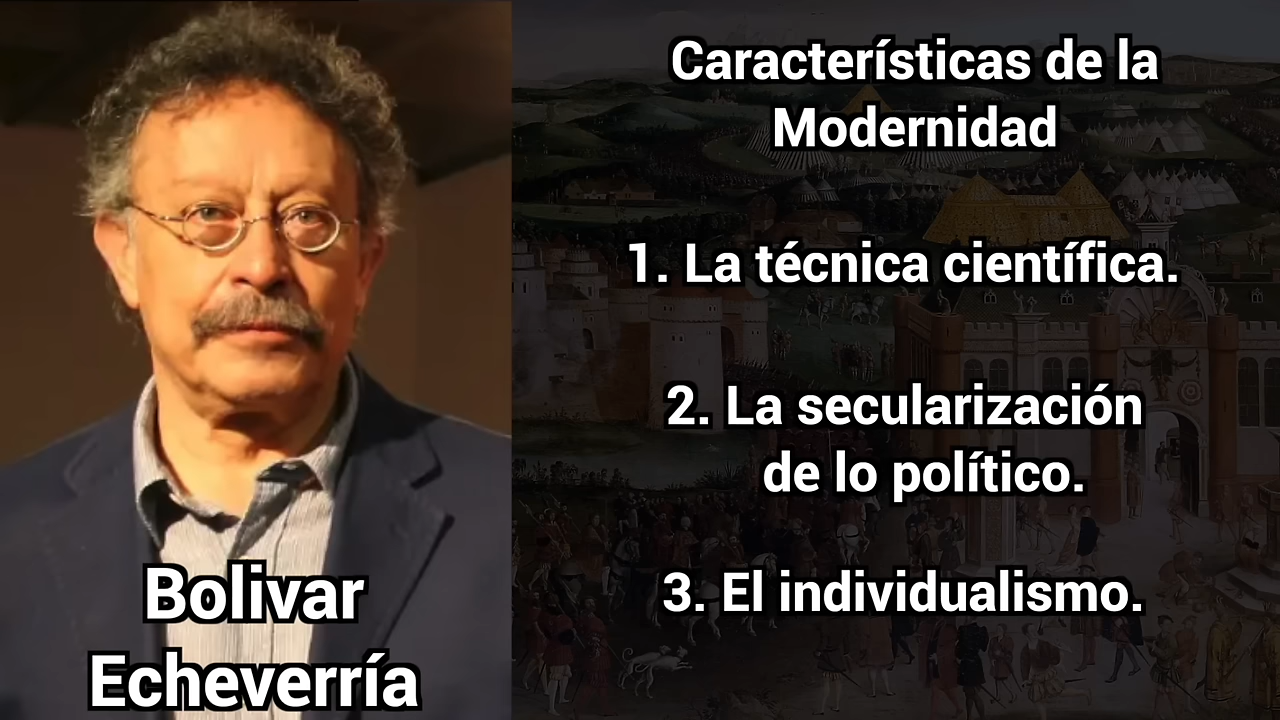 Bolivar
Echeverría
Características de la
Modernidad
1. La técnica científica.
2. La secularización
de lo político.
3. El individualismo.